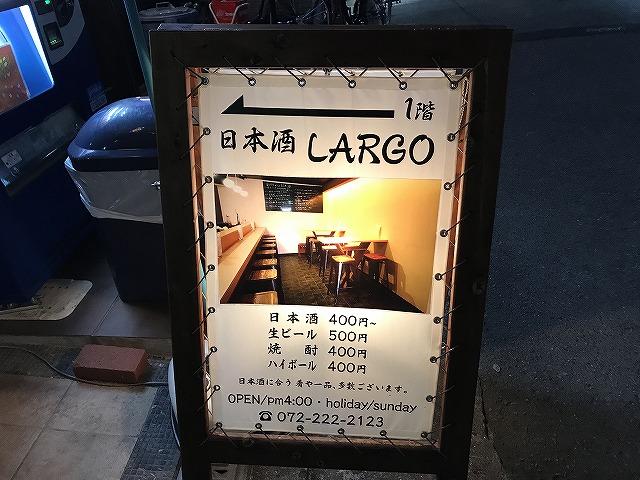 1階
日本酒 LARGO
日本酒 400円~
生ビール 500円
焼酎 400円
ハイボール 400円
日本酒に合う肴や一品、多数ございます。
OPEN/pm4:00・holiday/sunday
☎072-222-2123